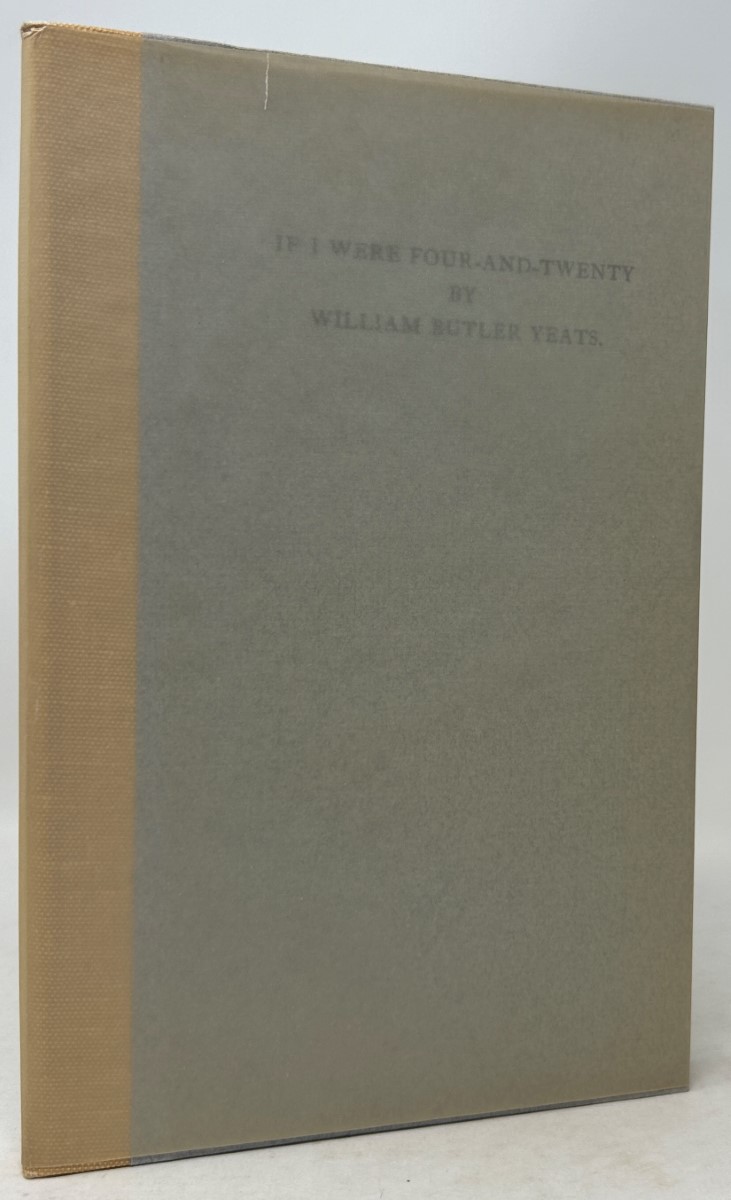 IF I WERE FOUR-AND-TWENTY
BY
WILLIAM BUTLER YEATS.